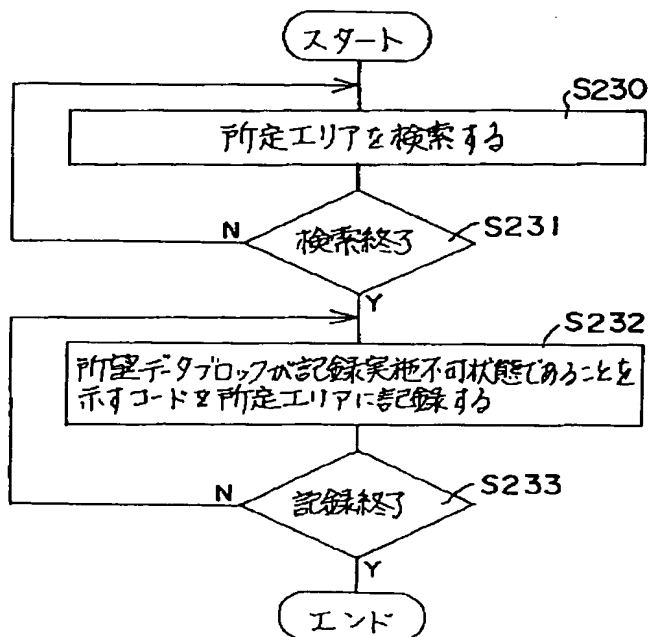 スタート
S230
所定エリアを検索する
N
検索終了
S231
Y
S232
所望データブロックが記録実施不可状態であることを
示すコードを所定エリアに記録する
N
記録終了
S233
Y
エンド